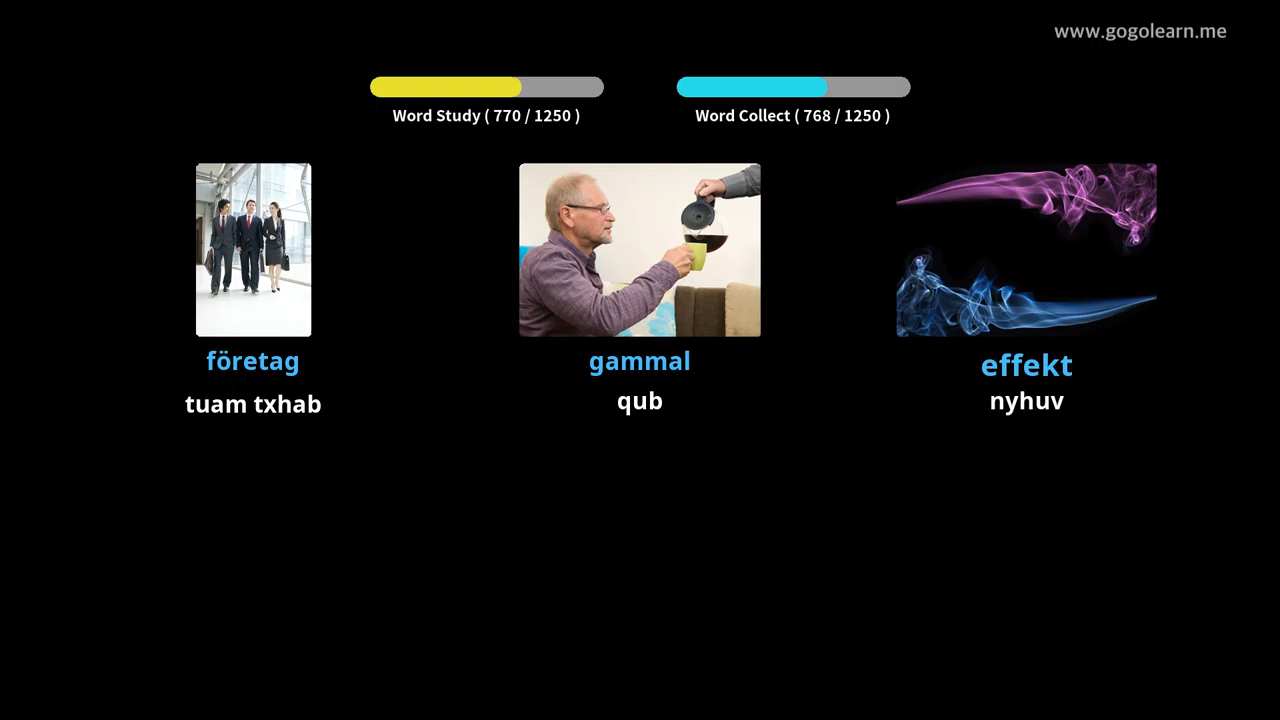 www.gogolearn.me
Word Study ( 770 / 1250 )
Word Collect ( 768 / 1250 )
företag
gammal
effekt
tuam txhab
qub
nyhuv